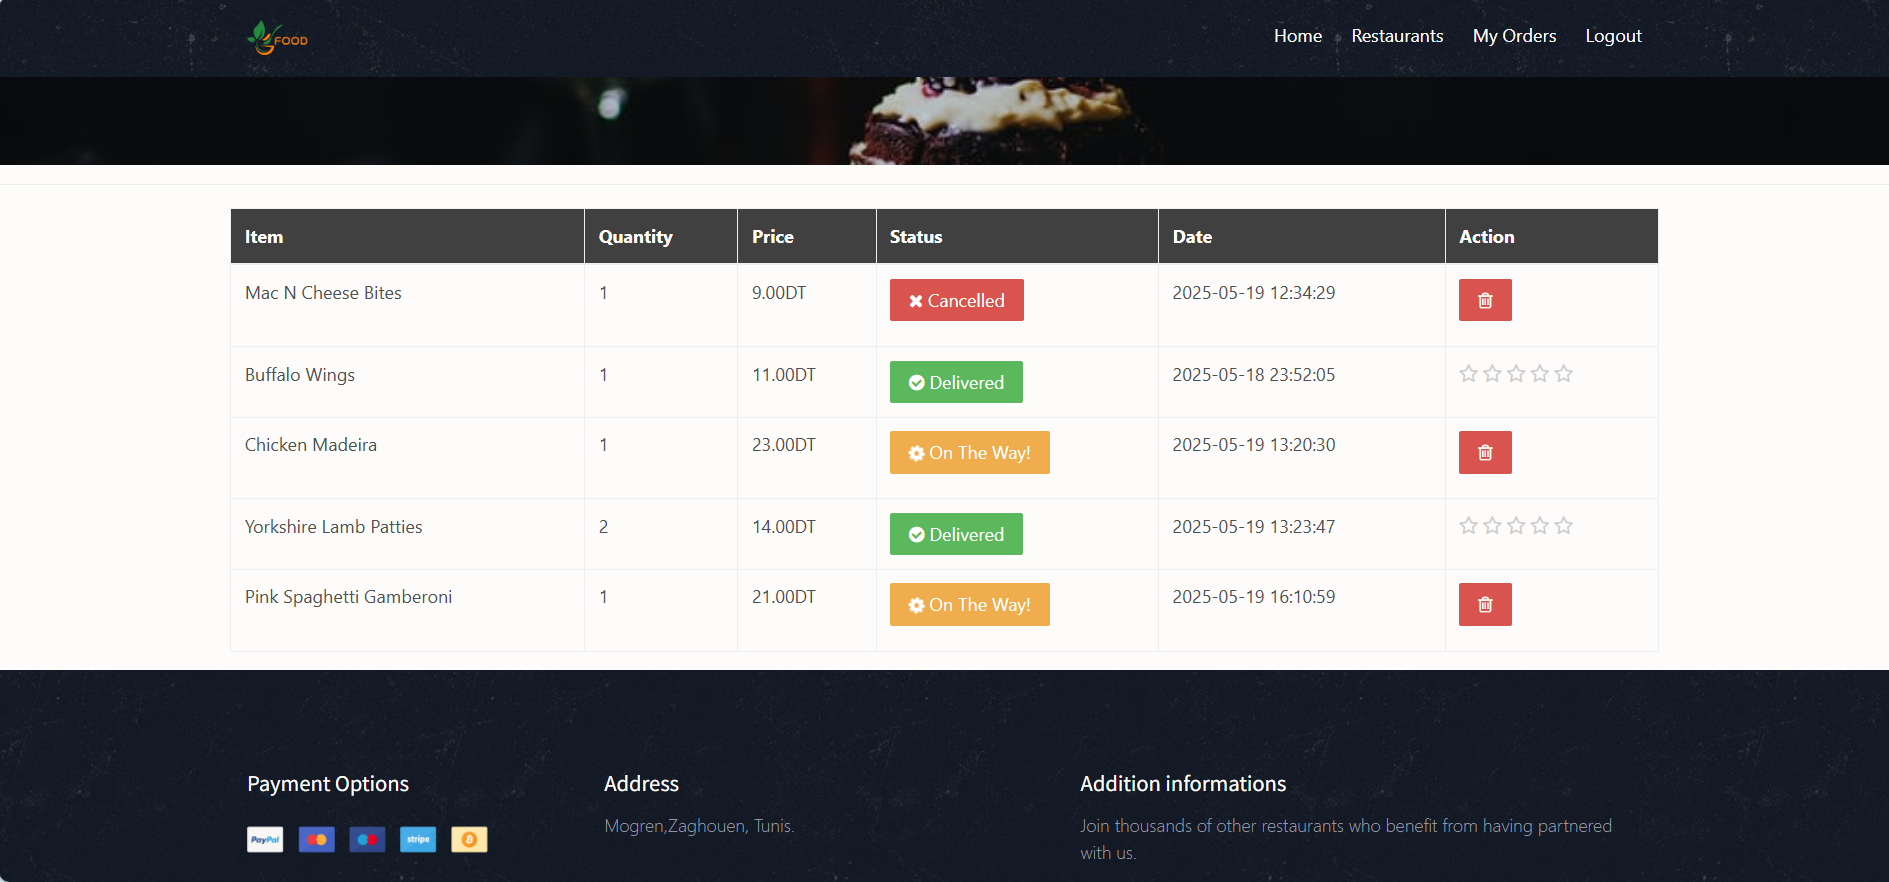 FOOD
Home Restaurants My Orders Logout
Item Quantity Price Status Date Action
Mac N Cheese Bites 1 9.00DT Cancelled 2025-05-19 12:34:29
Buffalo Wings 1 11.00DT Delivered 2025-05-18 23:52:05
Chicken Madeira 1 23.00DT On The Way! 2025-05-19 13:20:30
Yorkshire Lamb Patties 2 14.00DT Delivered 2025-05-19 13:23:47
Pink Spaghetti Gamberoni 1 21.00DT On The Way! 2025-05-19 16:10:59
Payment Options
PayPal stripe
Address
Mogren,Zaghouen, Tunis.
Addition informations
Join thousands of other restaurants who benefit from having partnered
with us.